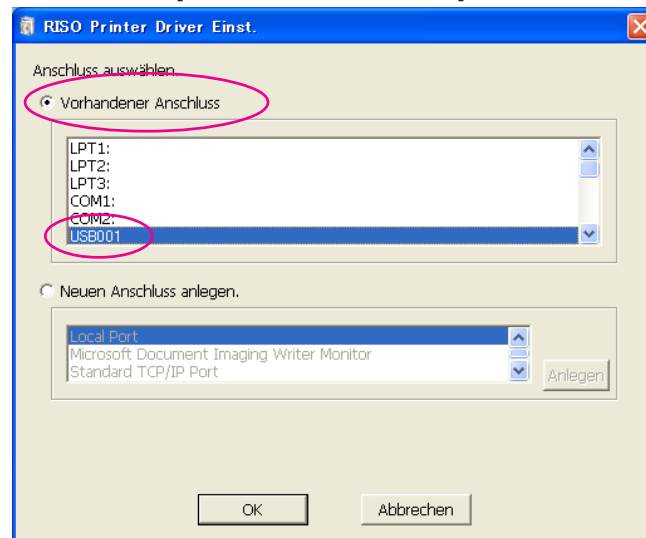 RISO Printer Driver Einst.
Anschluss auswählen.
Vorhandener Anschluss
LPT1:
LPT2:
LPT3:
COM1:
COM2:
USB001
Neuen Anschluss anlegen.
Local Port
Microsoft Document Imaging Writer Monitor
Standard TCP/IP Port
Anlegen
OK
Abbrechen